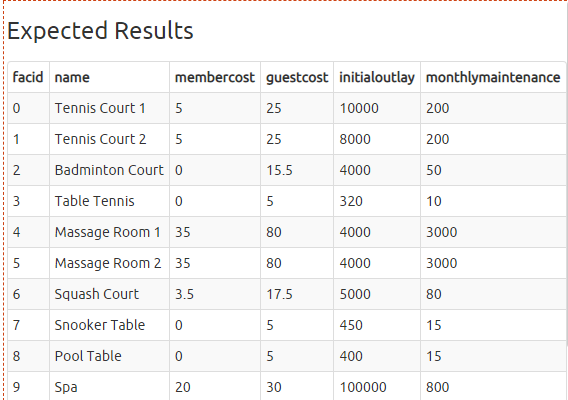 Expected Results
facid name membercost guestcost initialoutlay monthlymaintenance
0 Tennis Court 1 5 25 10000 200
1 Tennis Court 2 5 25 8000 200
2 Badminton Court 0 15.5 4000 50
3 Table Tennis 0 5 320 10
4 Massage Room 1 35 80 4000 3000
5 Massage Room 2 35 80 4000 3000
6 Squash Court 3.5 17.5 5000 80
7 Snooker Table 0 5 450 15
8 Pool Table 0 5 400 15
9 Spa 20 30 100000 800